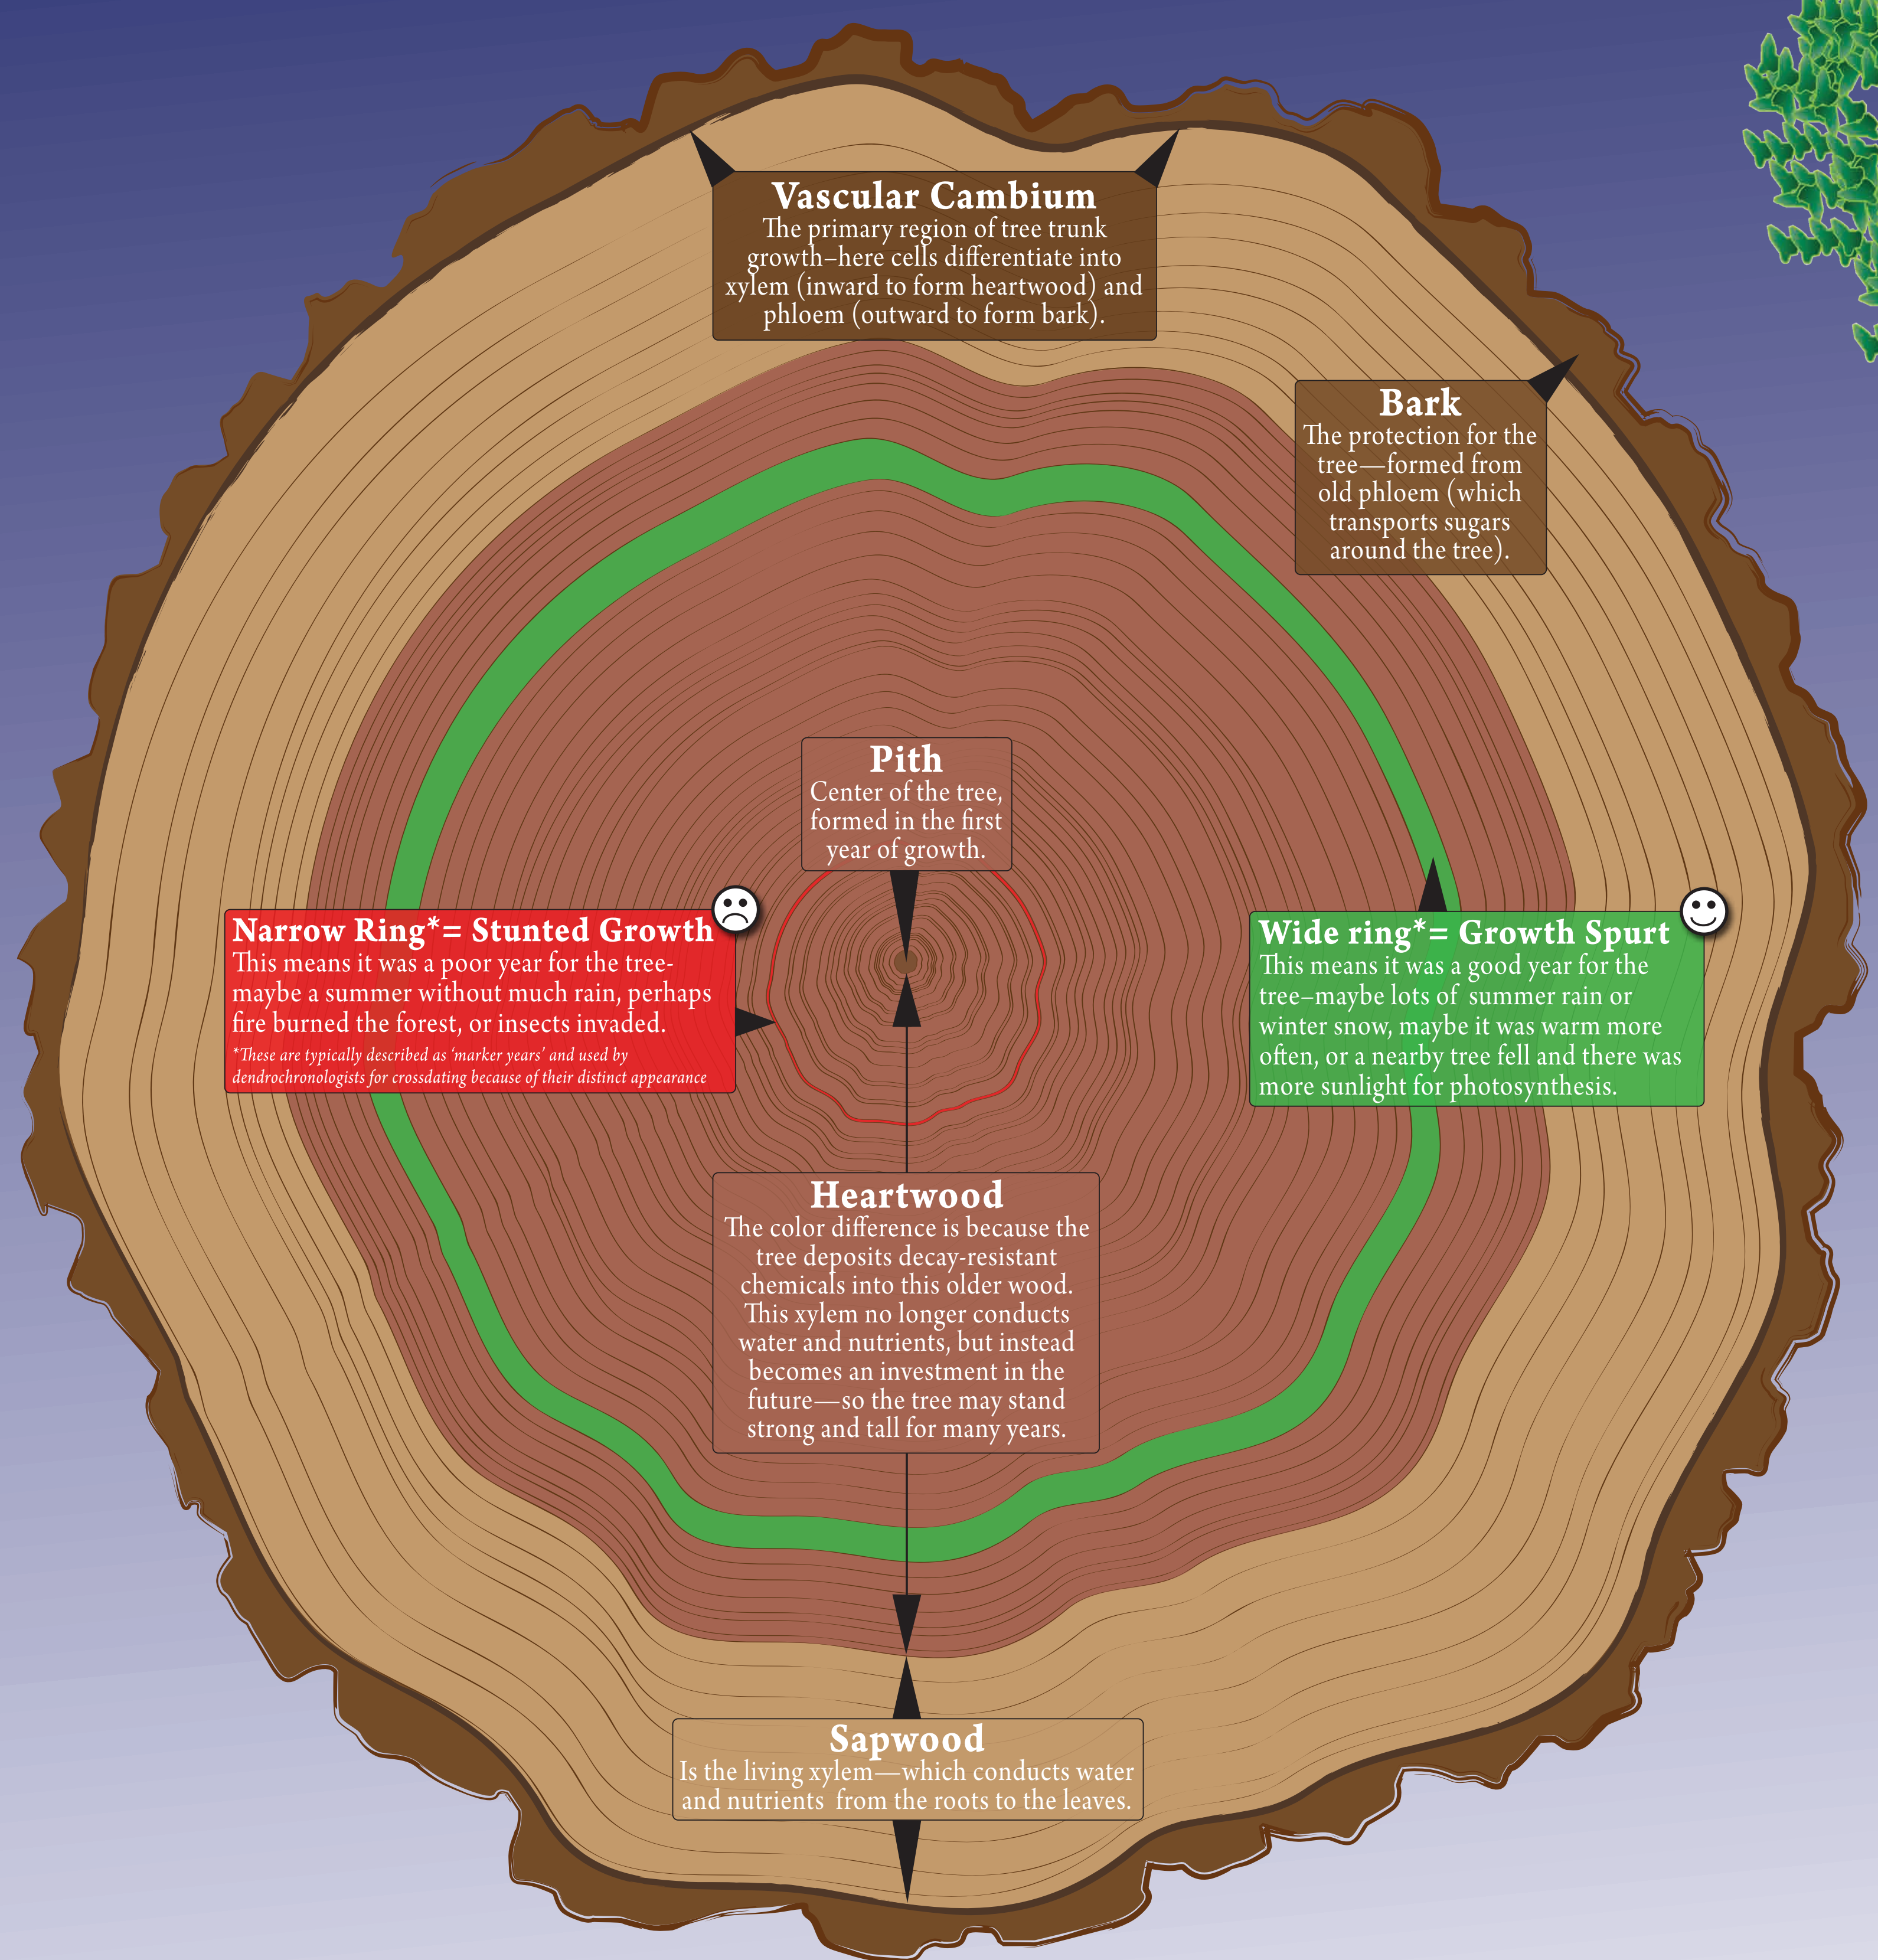 Vascular Cambium
The primary region of tree trunk
growth–here cells differentiate into
xylem (inward to form heartwood) and
phloem (outward to form bark).
Bark
The protection for the
tree—formed from
old phloem (which
transports sugars
around the tree).
Pith
Center of the tree,
formed in the first
year of growth.
Narrow Ring*= Stunted Growth
This means it was a poor year for the tree-
maybe a summer without much rain, perhaps
fire burned the forest, or insects invaded.
*These are typically described as ‘marker years’ and used by
dendrochronologists for crossdating because of their distinct appearance
Wide ring*= Growth Spurt
This means it was a good year for the
tree–maybe lots of  summer rain or
winter snow, maybe it was warm more
often, or a nearby tree fell and there was
more sunlight for photosynthesis.
Heartwood
The color difference is because the
tree deposits decay-resistant
chemicals into this older wood.
This xylem no longer conducts
water and nutrients, but instead
becomes an investment in the
future—so the tree may stand
strong and tall for many years.
Sapwood
Is the living xylem—which conducts water
and nutrients  from the roots to the leaves.